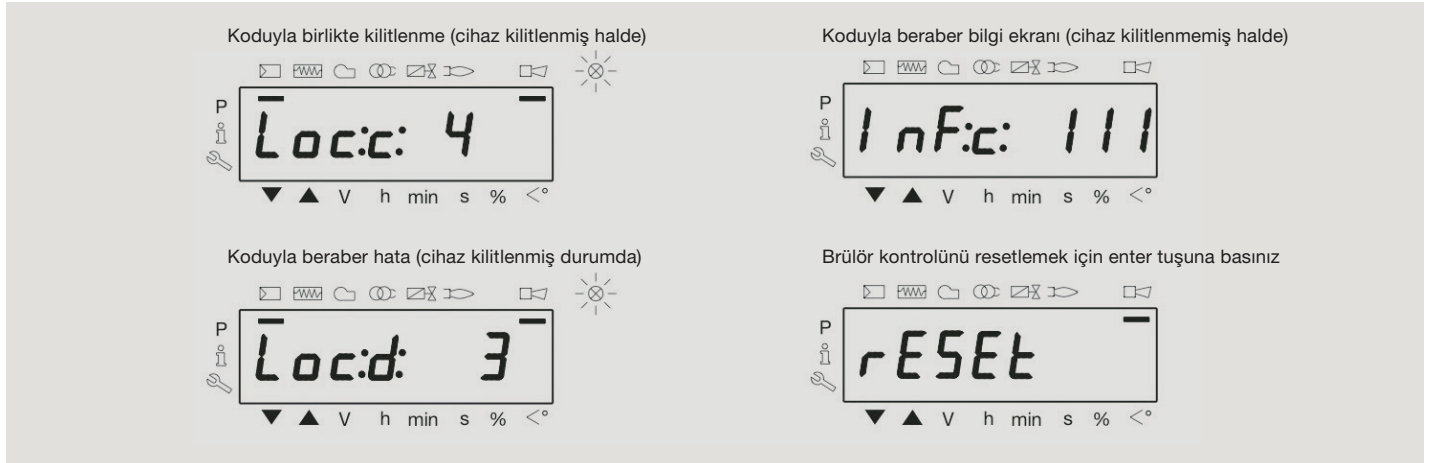 Koduyla birlikte kilitlenme (cihaz kilitlenmiş halde)
P
Loc:c: 4
V h min s % <°
Koduyla beraber bilgi ekranı (cihaz kilitlenmemiş halde)
P
InF:c: 111
V h min s % <°
Koduyla beraber hata (cihaz kilitlenmiş durumda)
P
Loc:d: 3
V h min s % <°
Brülör kontrolünü resetlemek için enter tuşuna basınız
P
rESEt
V h min s % <°